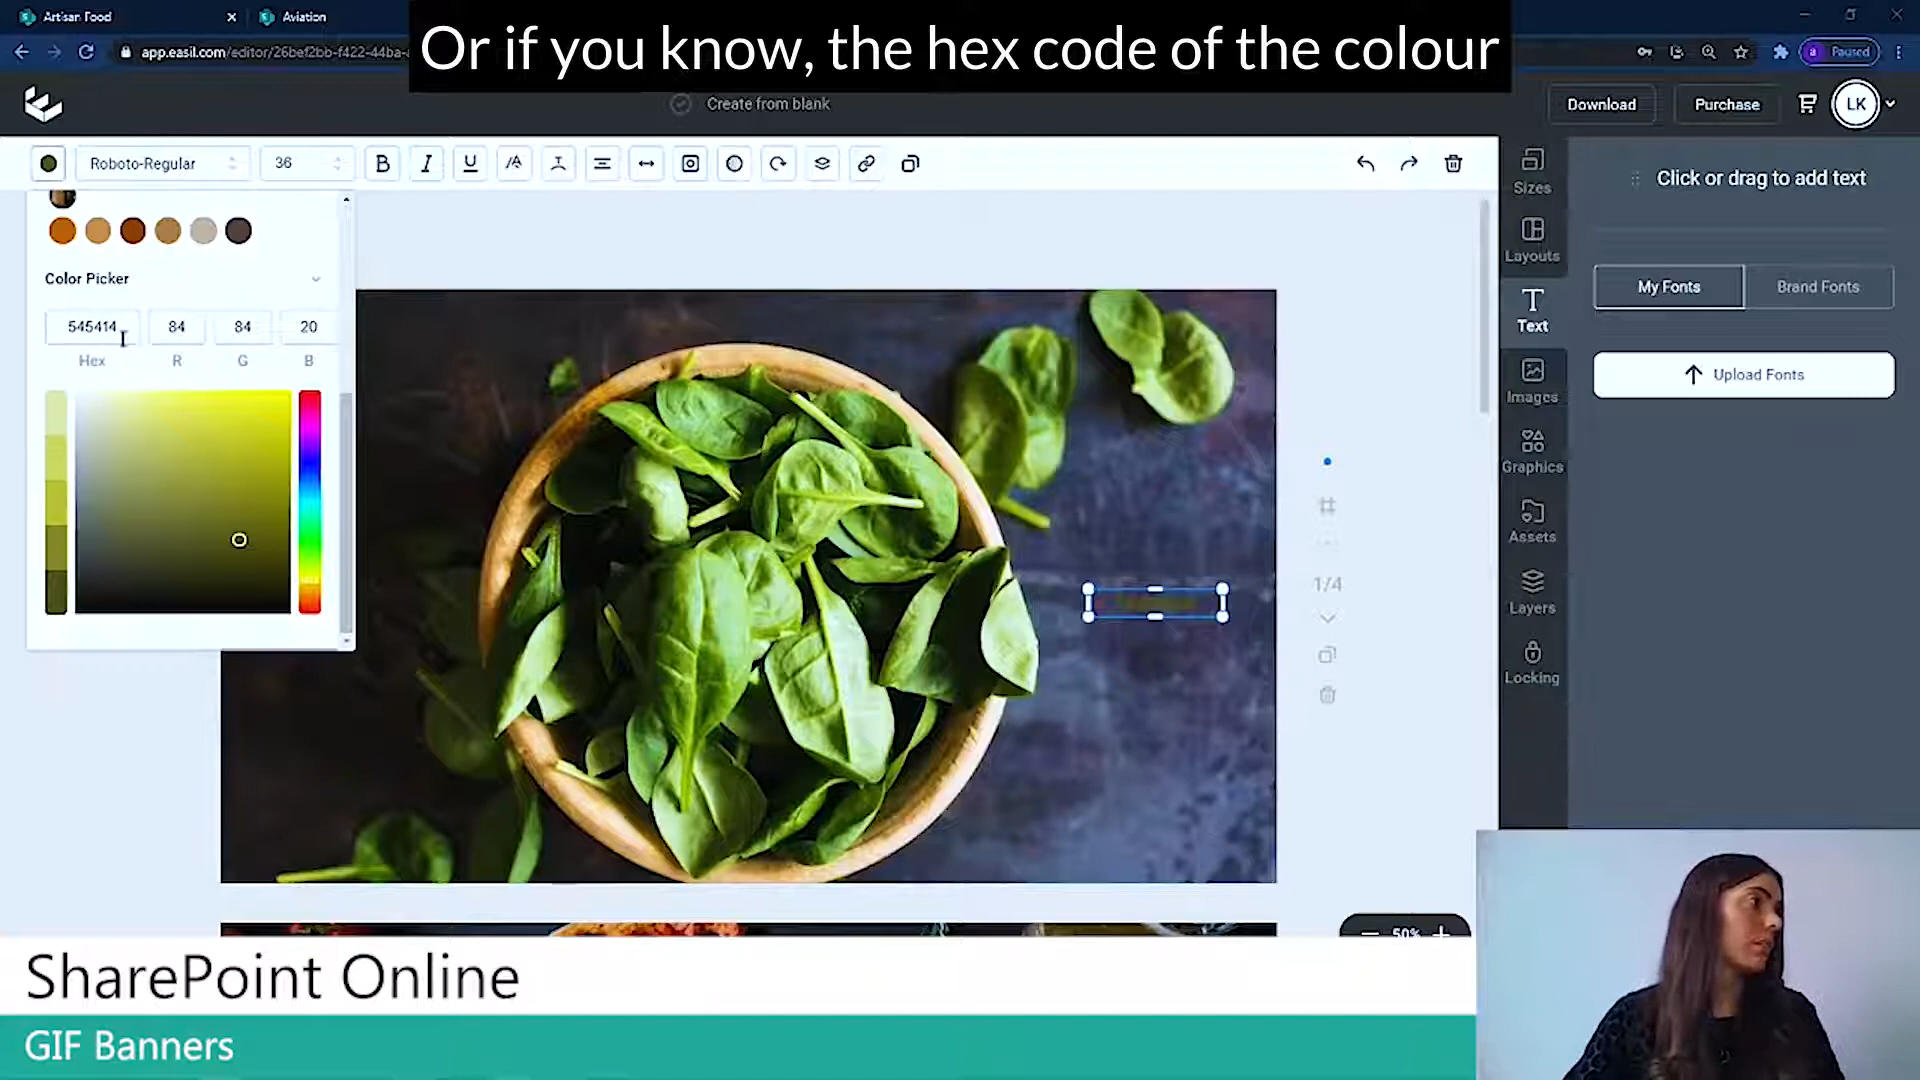 Artisan Food
Aviation
Or if you know, the hex code of the colour
app.easil.com/editor/26bef2bb-f422-44ba-a
Paused
Create from blank
Download
Purchase
LK
Roboto-Regular
36
B
I
U
Click or drag to add text
Sizes
Layouts
My Fonts
Brand Fonts
Color Picker
Text
545414
84
84
20
Hex
R
G
B
Upload Fonts
Images
Graphics
Assets
1/4
Layers
Locking
50%
SharePoint Online
GIF Banners